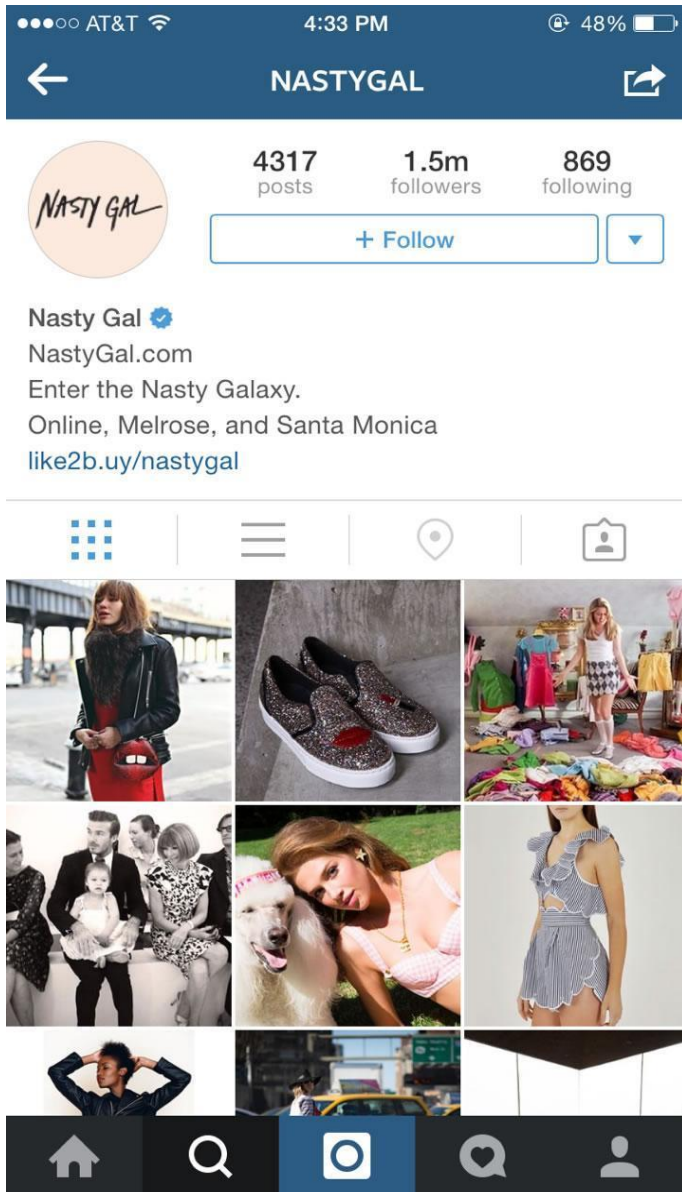 AT&T 4:33 PM 48%
NASTYGAL
NASTY GAL
4317 1.5m 869
posts followers following
+ Follow
Nasty Gal
NastyGal.com
Enter the Nasty Galaxy.
Online, Melrose, and Santa Monica
like2b.uy/nastygal